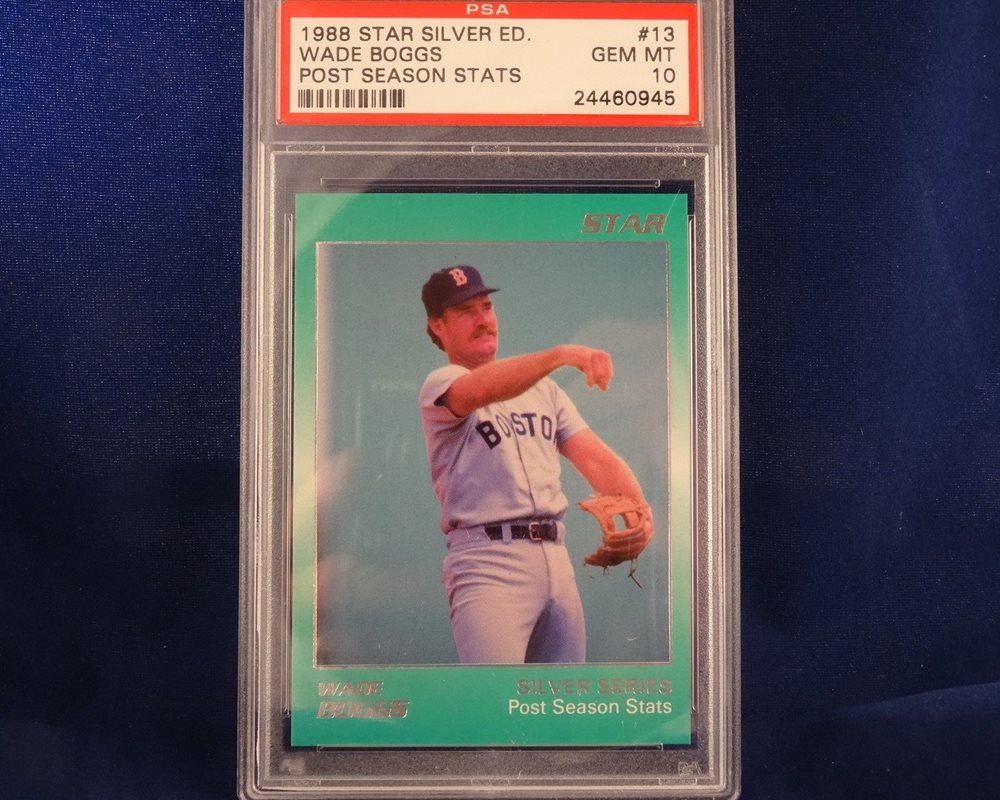 PSA
1988 STAR SILVER ED. #13
WADE BOGGS GEM MT
POST SEASON STATS 10
24460945
STAR
B
BOSTON
WADE
BOGGS
SILVER SERIES
Post Season Stats